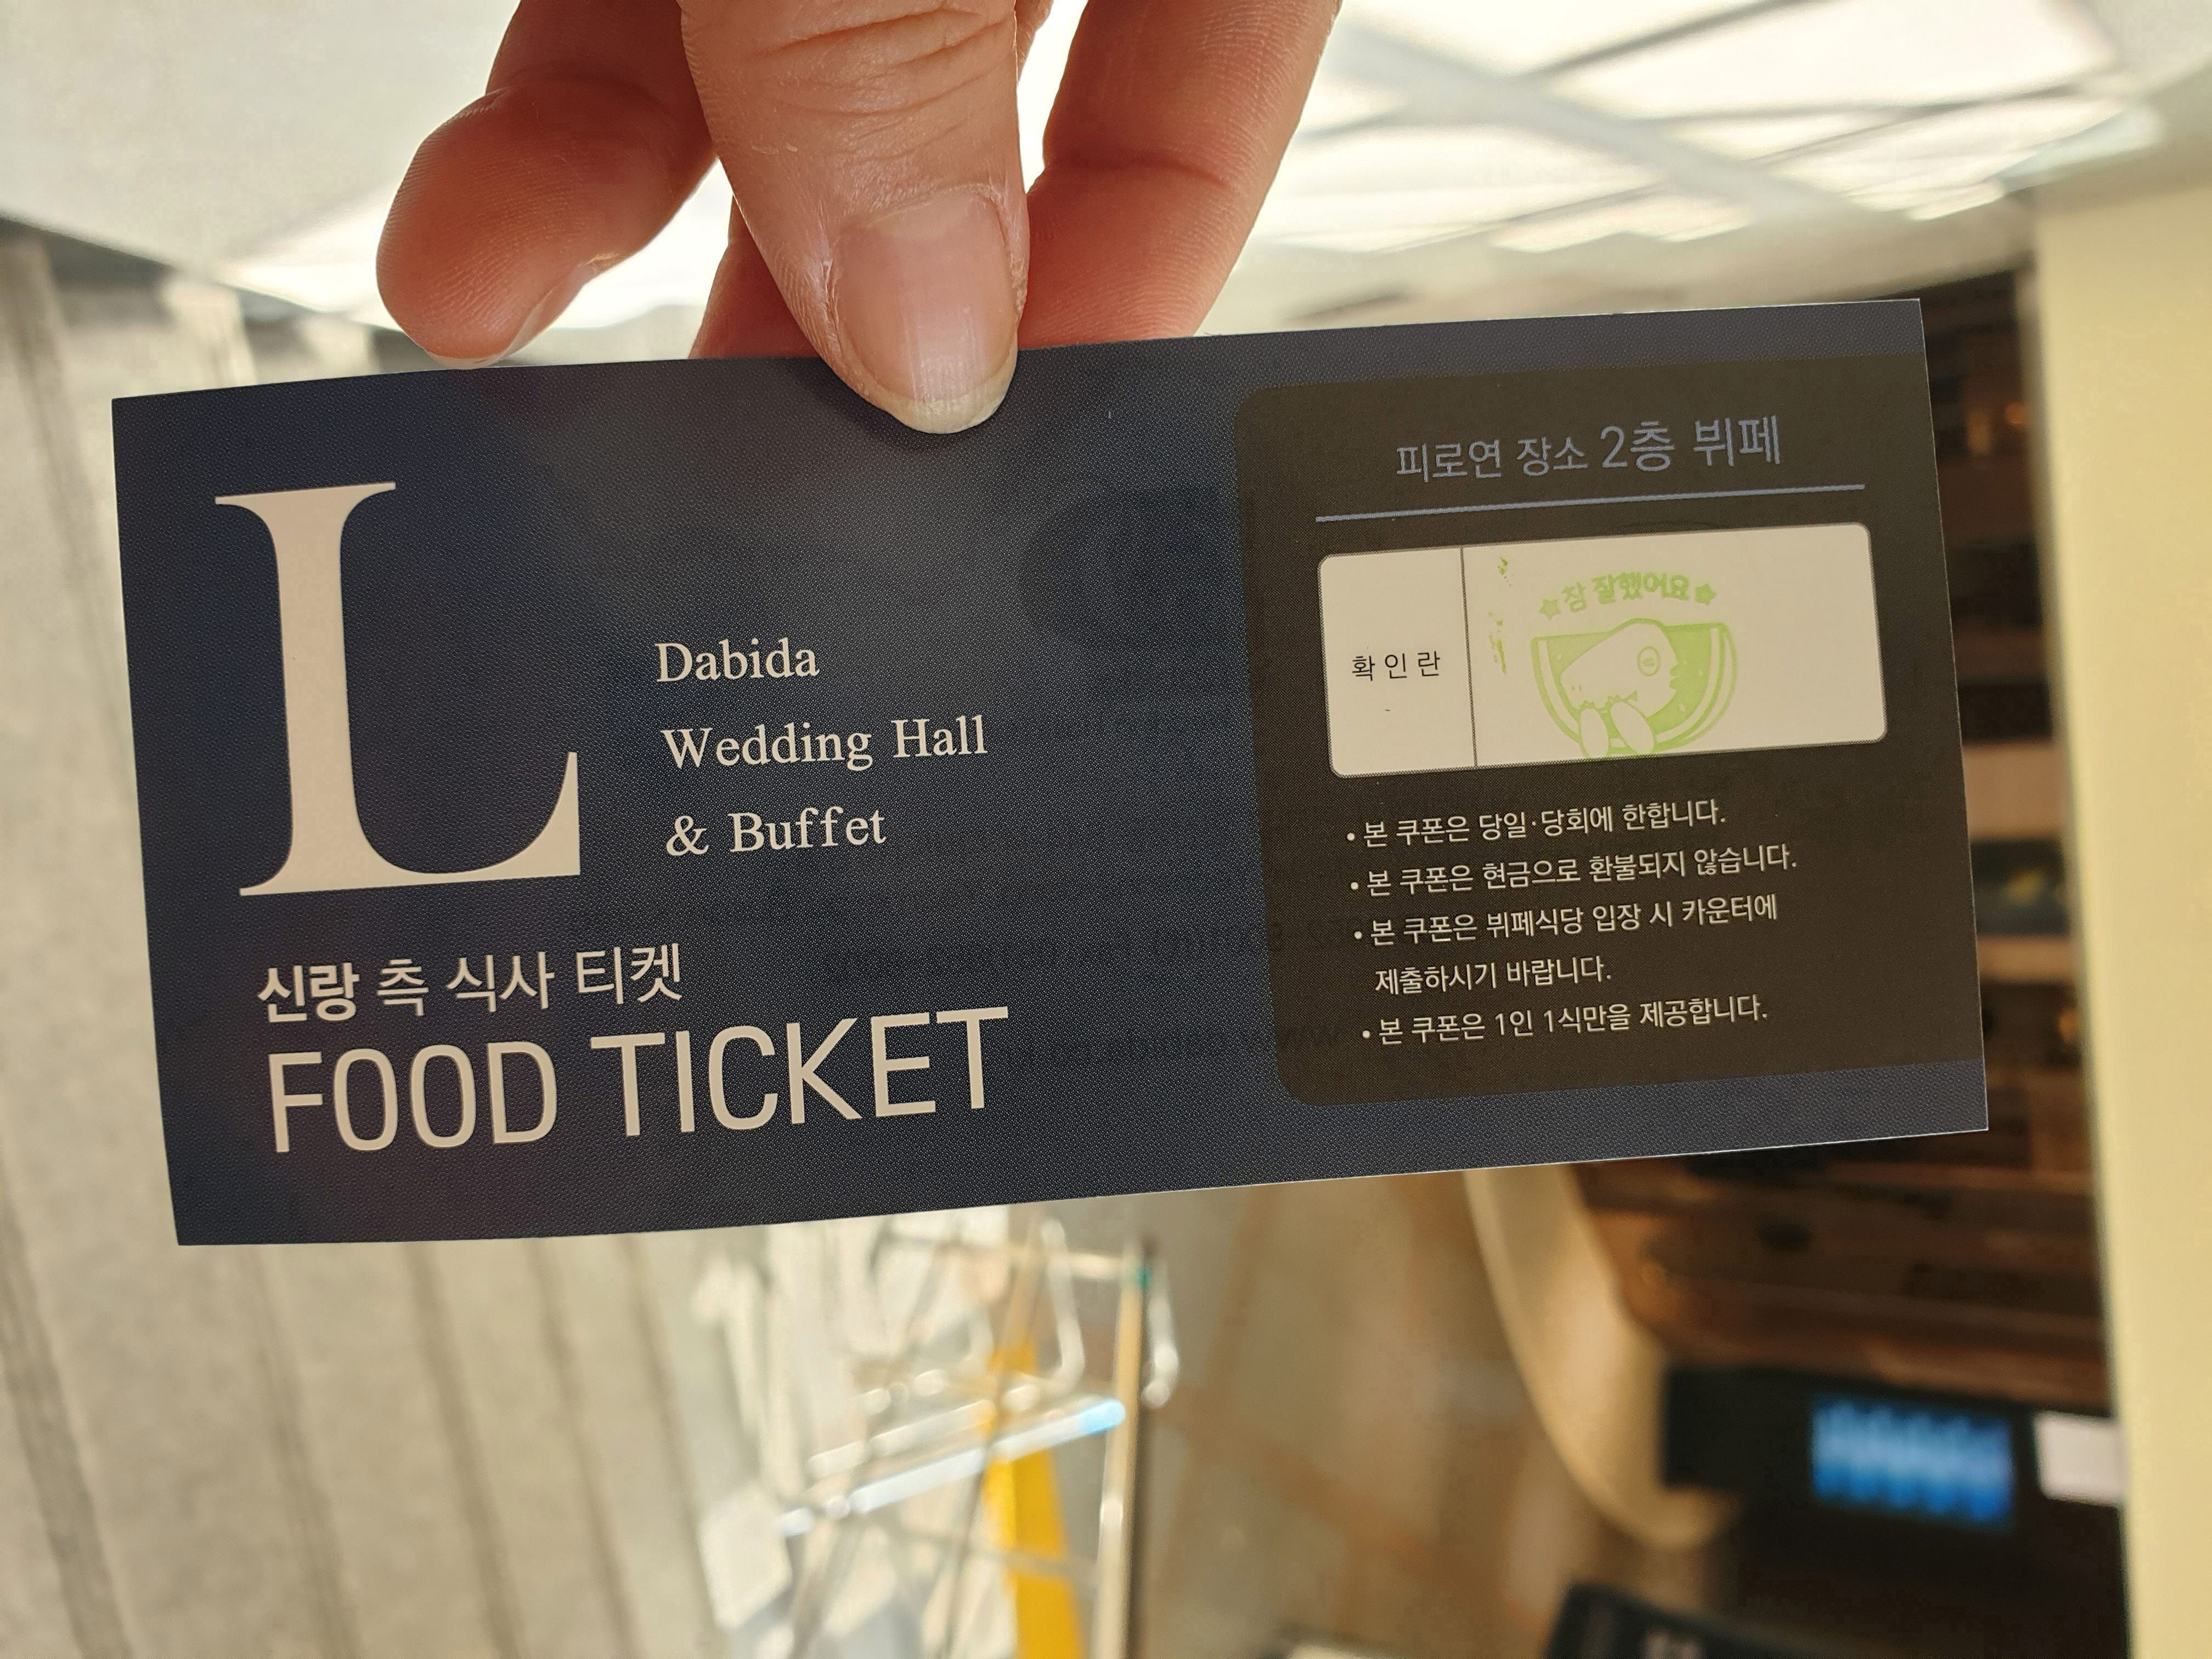 L
Dabida
Wedding Hall
& Buffet
신랑 측 식사 티켓
FOOD TICKET
피로연 장소 2층 뷔페
확인란
참 잘했어요
• 본 쿠폰은 당일·당회에 한합니다.
• 본 쿠폰은 현금으로 환불되지 않습니다.
• 본 쿠폰은 뷔페식당 입장 시 카운터에
제출하시기 바랍니다.
• 본 쿠폰은 1인 1식만을 제공합니다.